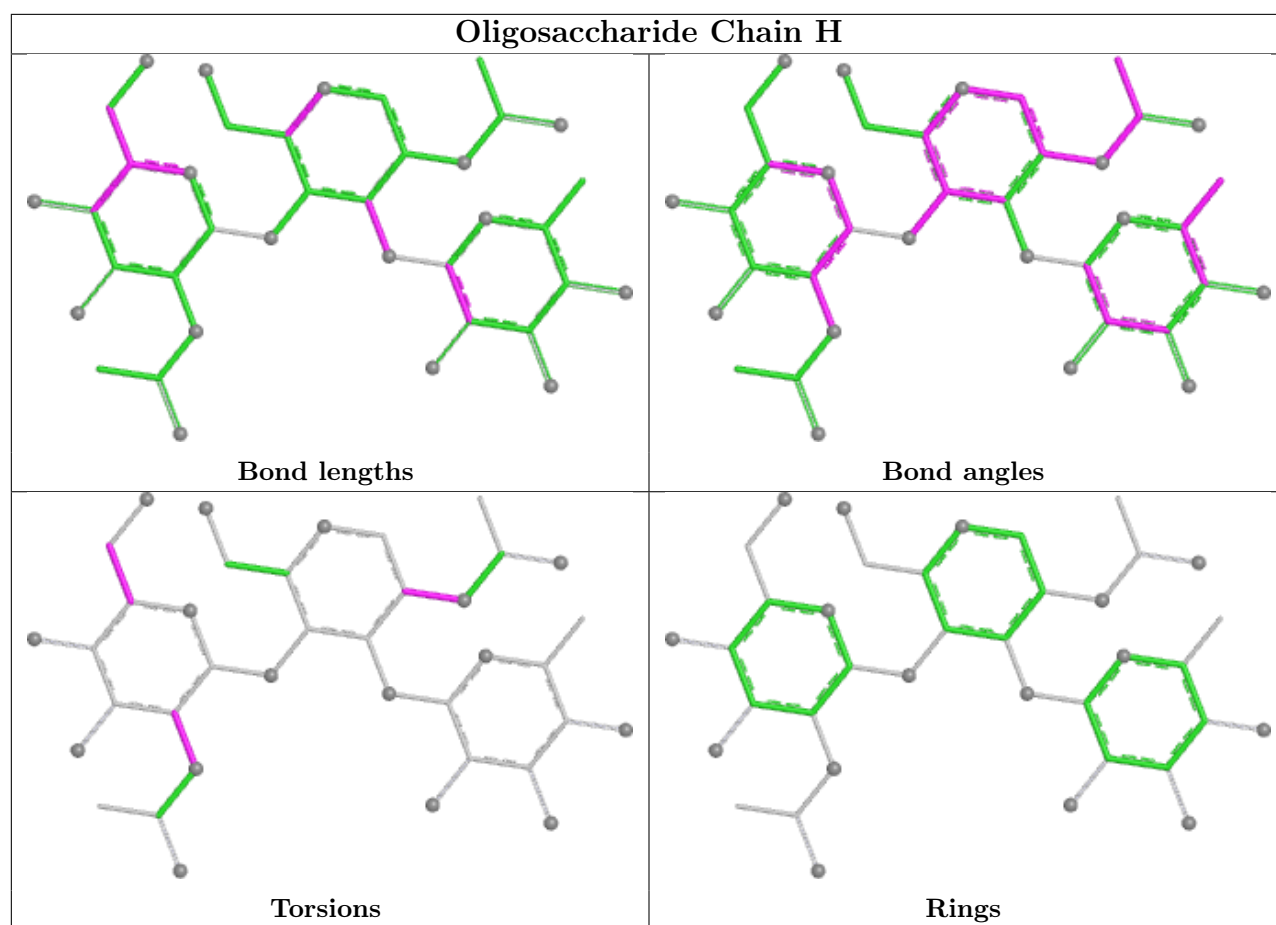 Oligosaccharide Chain H
Bond lengths
Bond angles
Torsions
Rings